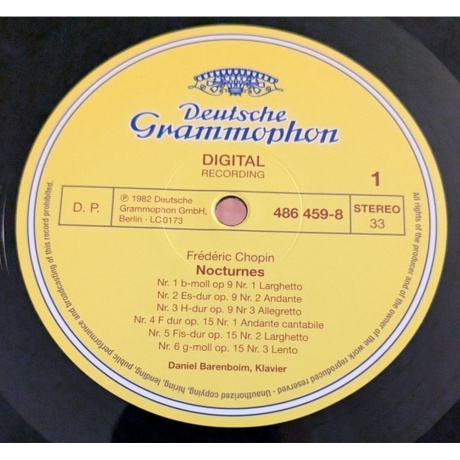 Deutsche
Grammophon
DIGITAL
RECORDING
1
D. P.
℗ 1982 Deutsche
Grammophon GmbH,
Berlin · LC0173
486 459-8
STEREO
33
Frédéric Chopin
Nocturnes
Nr. 1 b-moll op 9 Nr. 1 Larghetto
Nr. 2 Es-dur op. 9 Nr. 2 Andante
Nr. 3 H-dur op. 9 Nr 3 Allegretto
Nr. 4 F dur op. 15 Nr. 1 Andante cantabile
Nr. 5 Fis-dur op. 15 Nr. 2 Larghetto
Nr. 6 g-moll op. 15 Nr. 3 Lento
Daniel Barenboim, Klavier
All rights of the producer and of the owner of the work reproduced reserved · Unauthorized copying, hiring, lending, public performance and broadcasting of this record prohibited.